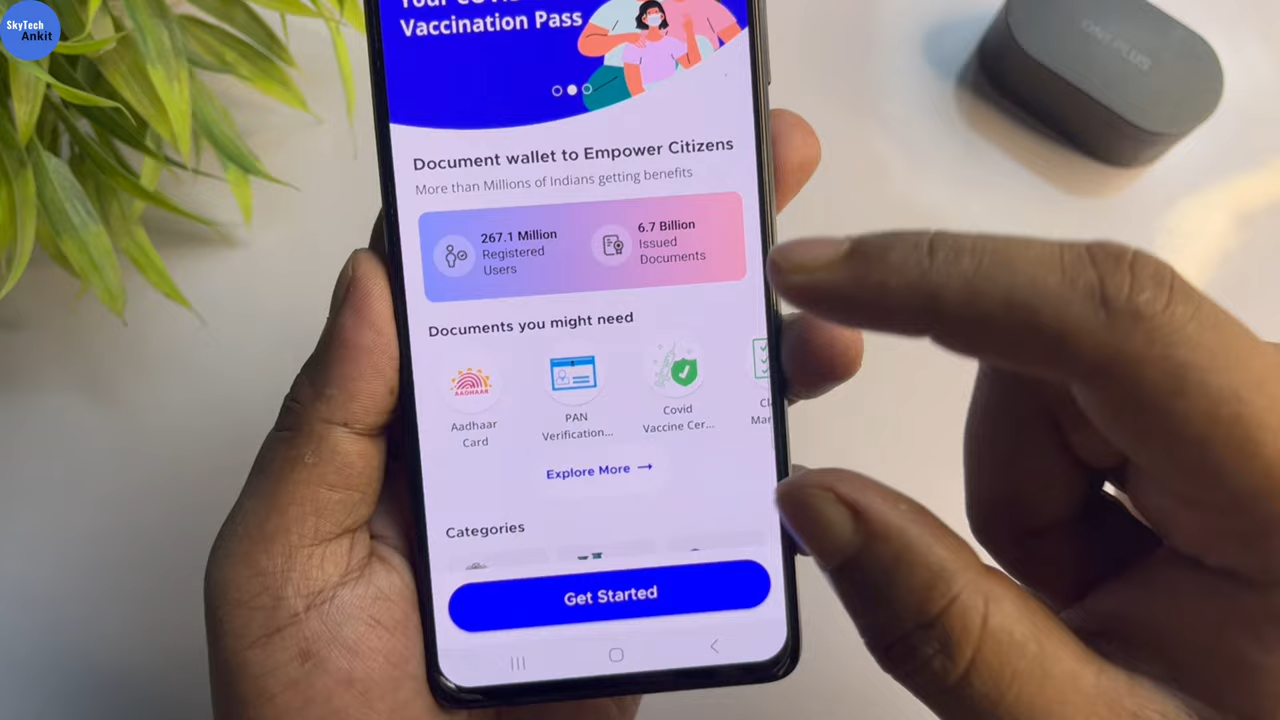 SkyTech
Ankit
Vaccination Pass
ONEPLUS
Document wallet to Empower Citizens
More than Millions of Indians getting benefits
267.1 Million
Registered
Users
6.7 Billion
Issued
Documents
Documents you might need
AADHAAR
Aadhaar
Card
PAN
Verification...
Covid
Vaccine Cer...
Explore More →
Categories
Get Started